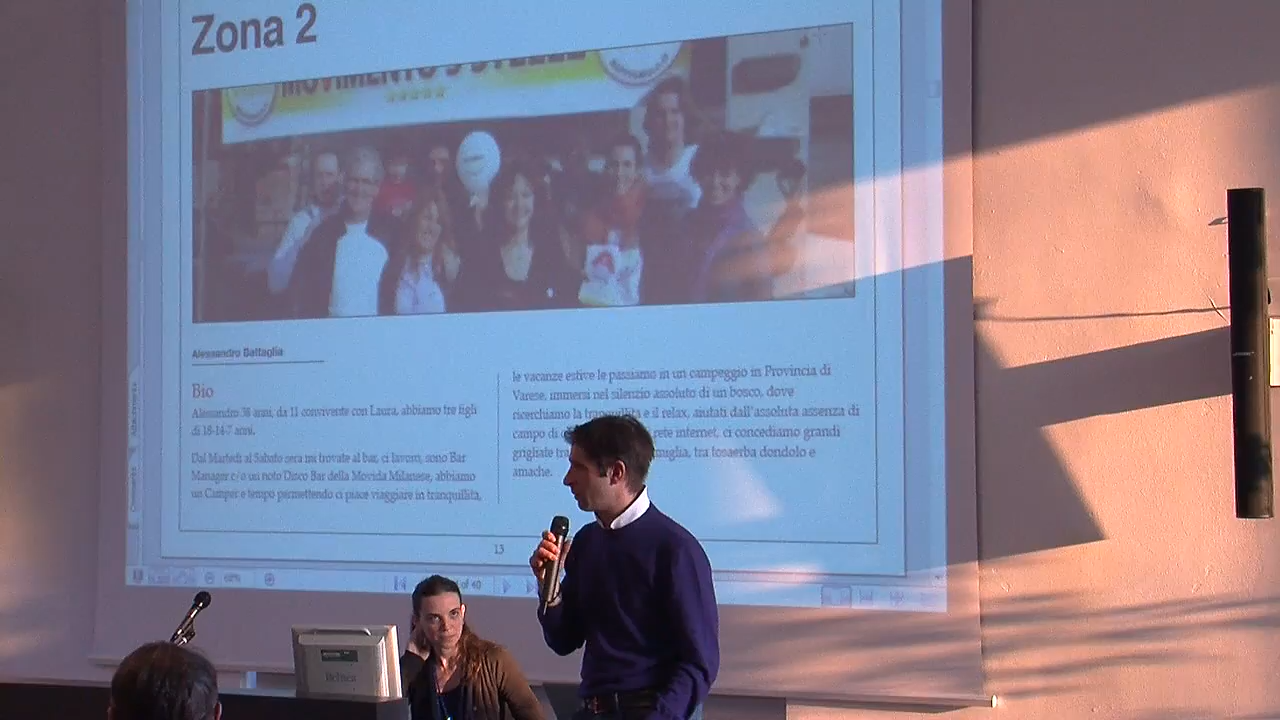 Zona 2
MOVIMENTO 5 STELLE
Alessandro Battaglia
Bio
Alessandro 38 anni, da 11 convivente con Laura, abbiamo tre figli
di 18-14-7 anni.
Dal Martedi al Sabato sera mi trovate al bar, ci lavoro, sono Bar
Manager c/o un noto Disco Bar della Movida Milanese, abbiamo
un Camper e tempo permettendo ci piace viaggiare in tranquillità,
le vacanze estive le passiamo in un campeggio in Provincia di
Varese, immersi nel silenzio assoluto di un bosco, dove
ricerchiamo la tranquillità e il relax, aiutati dall'assoluta assenza di
campo di rete internet, ci concediamo grandi
grigliate tra famiglia, tra tosaerba dondolo e
amache.
13
of 40